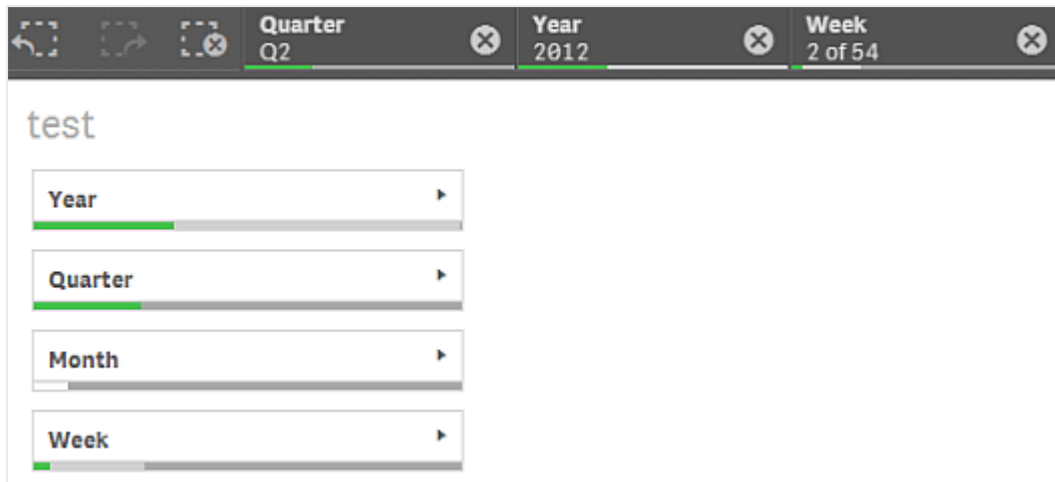 Quarter
Q2
Year
2012
Week
2 of 54
test
Year
Quarter
Month
Week